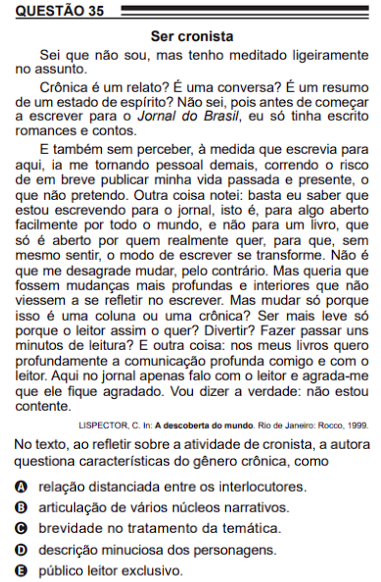 QUESTÃO 35
Ser cronista
Sei que não sou, mas tenho meditado ligeiramente
no assunto.
Crônica é um relato? É uma conversa? É um resumo
de um estado de espírito? Não sei, pois antes de começar
a escrever para o Jornal do Brasil, eu só tinha escrito
romances e contos.
E também sem perceber, à medida que escrevia para
aqui, ia me tornando pessoal demais, correndo o risco
de em breve publicar minha vida passada e presente, o
que não pretendo. Outra coisa notei: basta eu saber que
estou escrevendo para o jornal, isto é, para algo aberto
facilmente por todo o mundo, e não para um livro, que
só é aberto por quem realmente quer, para que, sem
mesmo sentir, o modo de escrever se transforme. Não é
que me desagrade mudar, pelo contrário. Mas queria que
fossem mudanças mais profundas e interiores que não
viessem a se refletir no escrever. Mas mudar só porque
isso é uma coluna ou uma crônica? Ser mais leve só
porque o leitor assim o quer? Divertir? Fazer passar uns
minutos de leitura? E outra coisa: nos meus livros quero
profundamente a comunicação profunda comigo e com o
leitor. Aqui no jornal apenas falo com o leitor e agrada-me
que ele fique agradado. Vou dizer a verdade: não estou
contente.
LISPECTOR, C. In: A descoberta do mundo. Rio de Janeiro: Rocco, 1999.
No texto, ao refletir sobre a atividade de cronista, a autora
questiona características do gênero crônica, como
A relação distanciada entre os interlocutores.
B articulação de vários núcleos narrativos.
C brevidade no tratamento da temática.
D descrição minuciosa dos personagens.
E público leitor exclusivo.